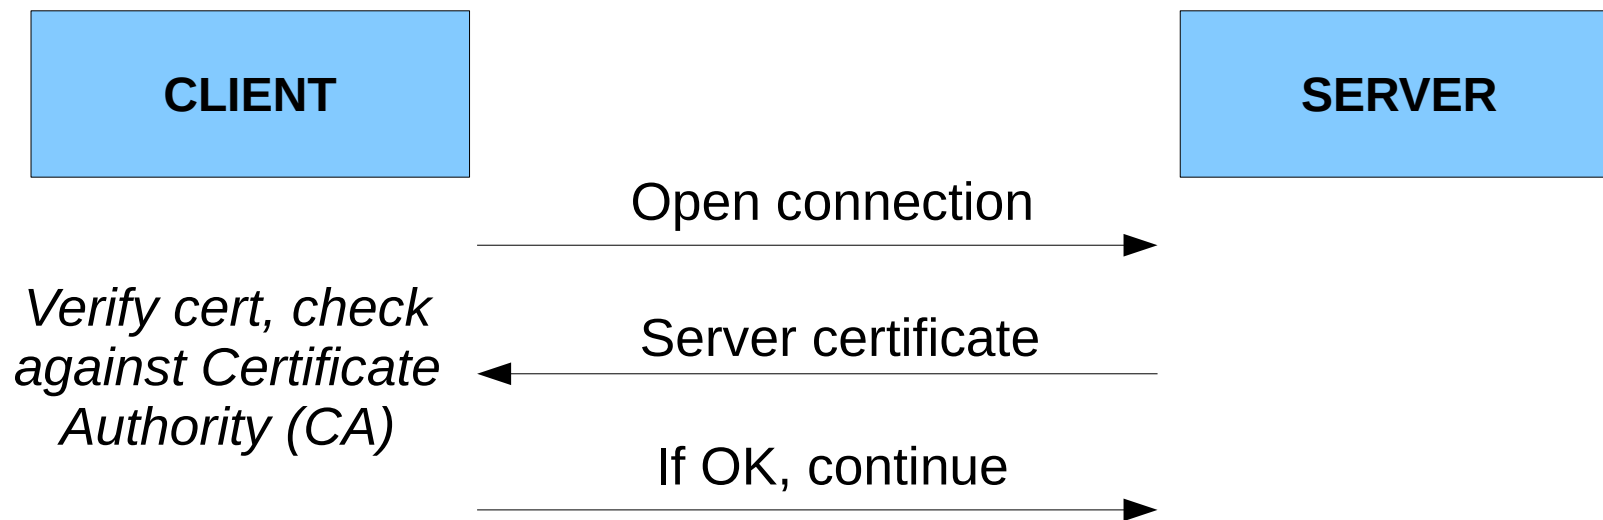 CLIENT
SERVER
Open connection
Verify cert, check
against Certificate
Authority (CA)
Server certificate
If OK, continue